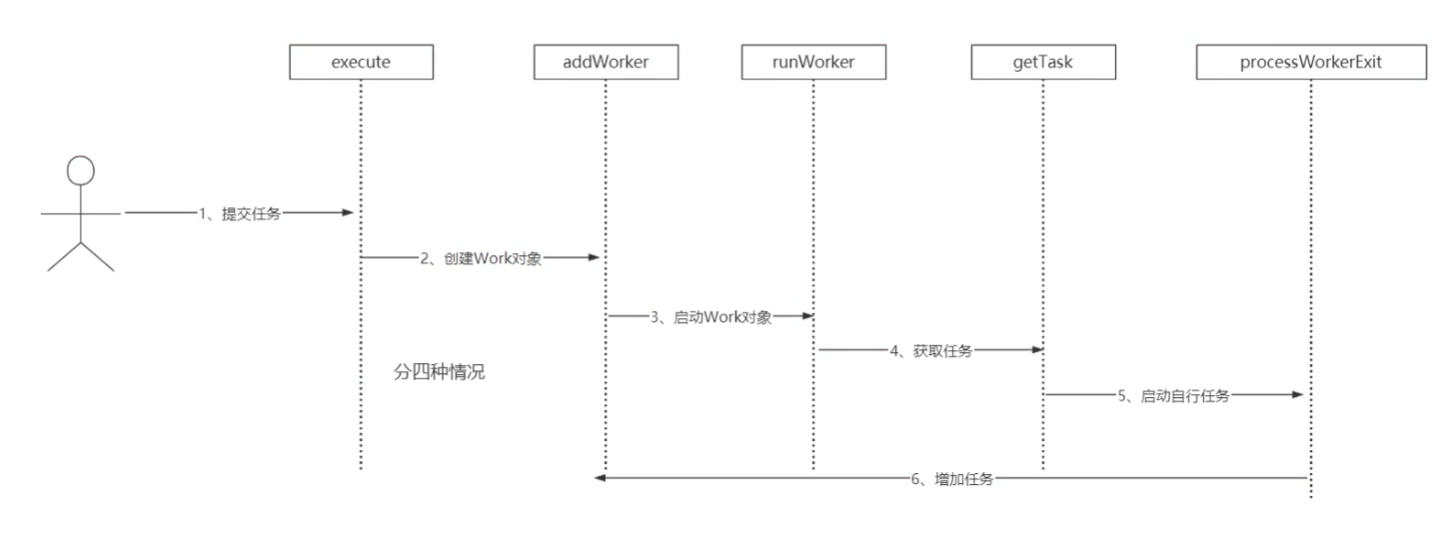 execute
addWorker
runWorker
getTask
processWorkerExit
1、提交任务
2、创建Work对象
3、启动Work对象
4、获取任务
分四种情况
5、启动自行任务
6、增加任务